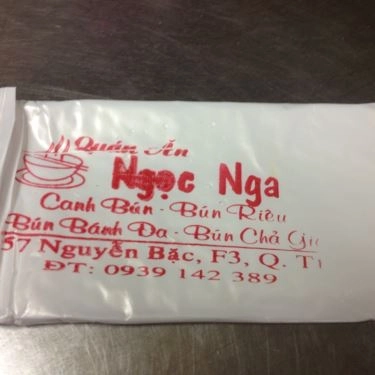 Quán Ăn
Ngọc Nga
Canh Bún - Bún Riêu
Bún Bánh Đa - Bún Chả
57 Nguyễn Bặc, F3, Q.
ĐT: 0939 142 389